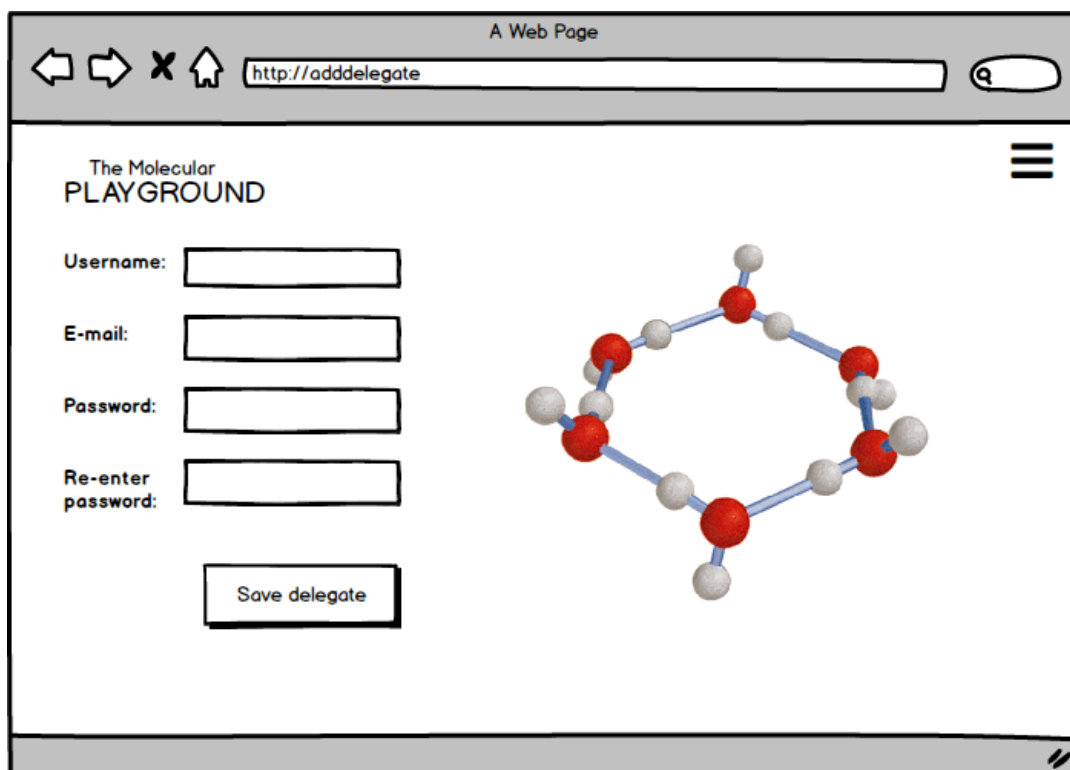 A Web Page
http://adddelegate
The Molecular
PLAYGROUND
Username:
E-mail:
Password:
Re-enter
password:
Save delegate